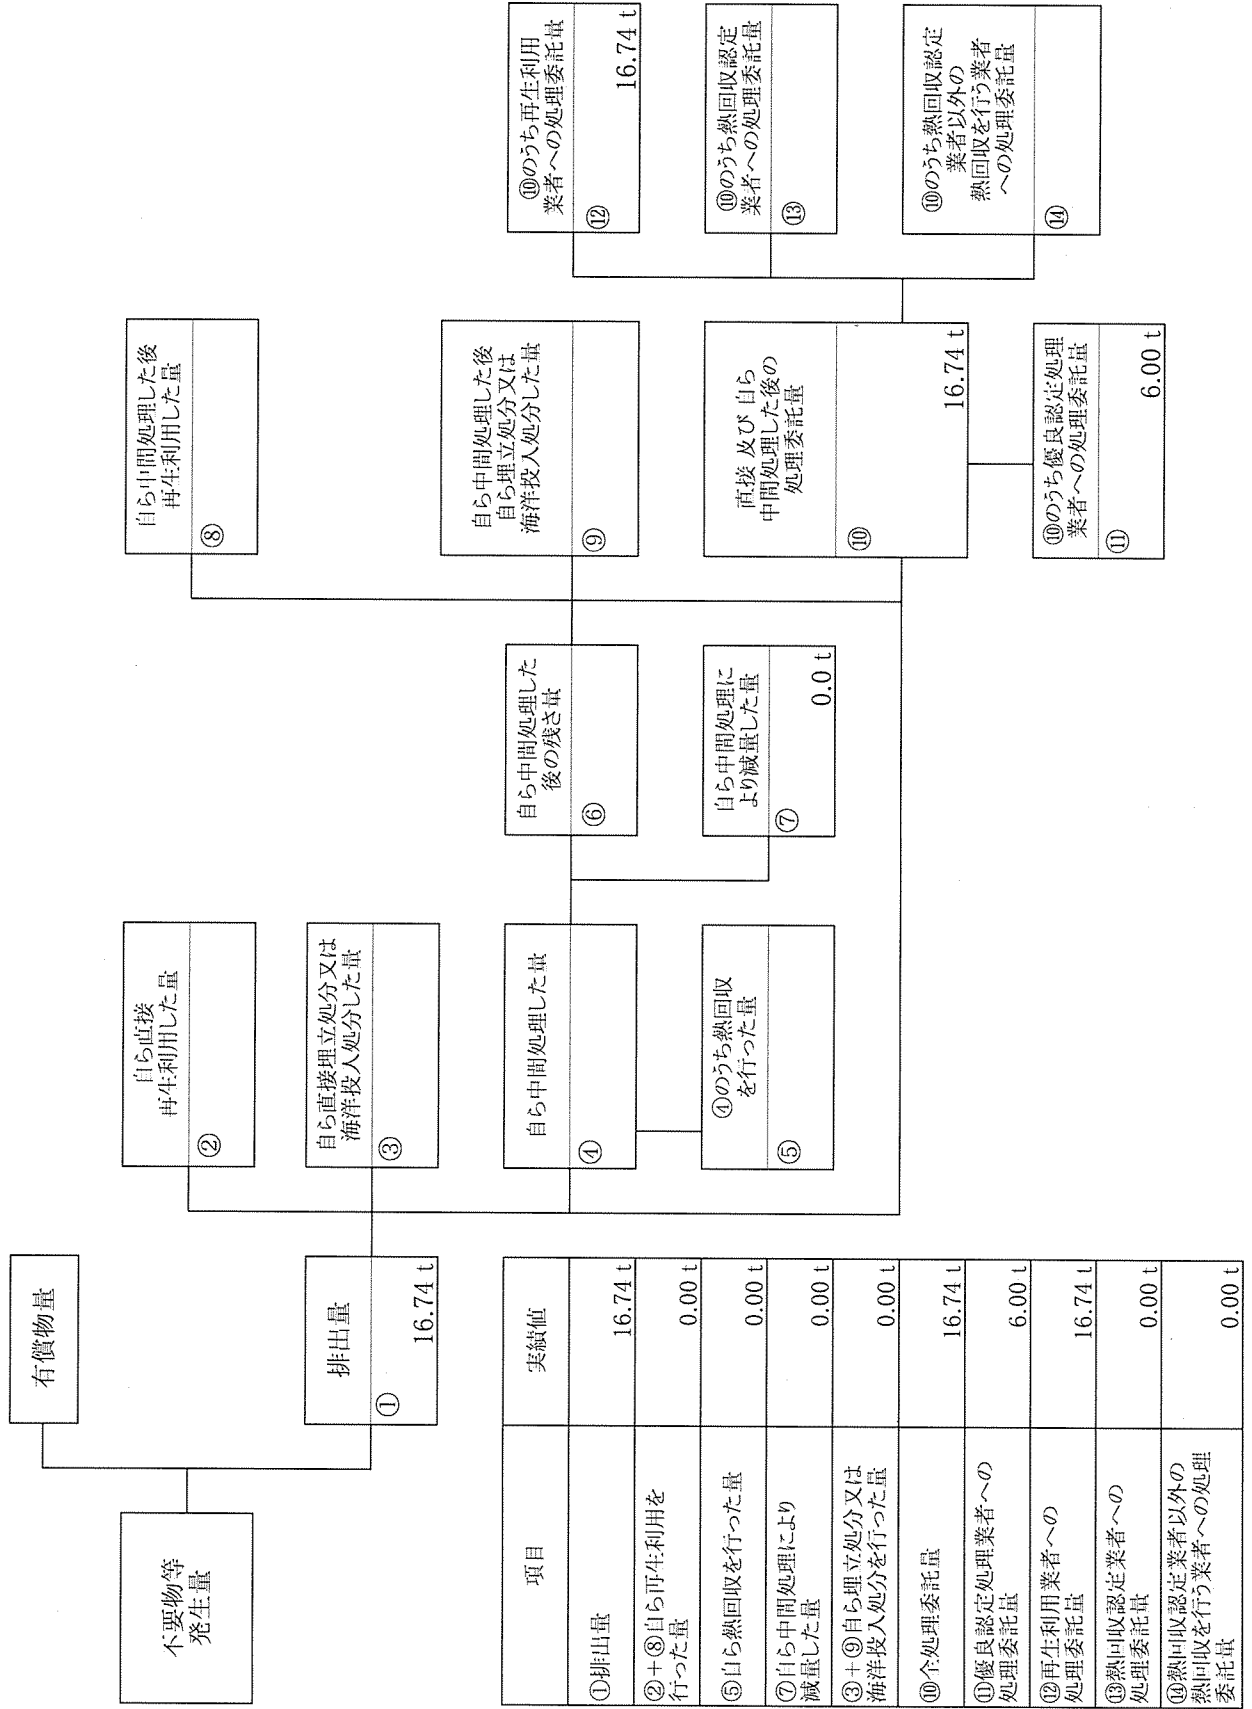 不要物等
発生量
有償物量
排出量
①
16.74 t
自ら直接
再生利用した量
②
自ら直接埋立処分又は
海洋投入処分した量
③
自ら中間処理した量
④
④のうち熱回収
を行った量
⑤
自ら中間処理した
後の残さ量
⑥
自ら中間処理に
より減量した量
⑦
0.0 t
自ら中間処理した後
再生利用した量
⑧
自ら中間処理した後
自ら埋立処分又は
海洋投入処分した量
⑨
直接 及び 自ら
中間処理した後の
処理委託量
⑩
16.74 t
⑩のうち優良認定処理
業者への処理委託量
⑪
6.00 t
⑩のうち再生利用
業者への処理委託量
⑫
16.74 t
⑩のうち熱回収認定
業者への処理委託量
⑬
⑩のうち熱回収認定
業者以外の
熱回収を行う業者
への処理委託量
⑭
項目 実績値
①排出量 16.74 t
②+⑧自ら再生利用を
行った量 0.00 t
⑤自ら熱回収を行った量 0.00 t
⑦自ら中間処理により
減量した量 0.00 t
③+⑨自ら埋立処分又は
海洋投入処分を行った量 0.00 t
⑩全処理委託量 16.74 t
⑪優良認定処理業者への
処理委託量 6.00 t
⑫再生利用業者への
処理委託量 16.74 t
⑬熱回収認定業者への
処理委託量 0.00 t
⑭熱回収認定業者以外の
熱回収を行う業者への処理
委託量 0.00 t